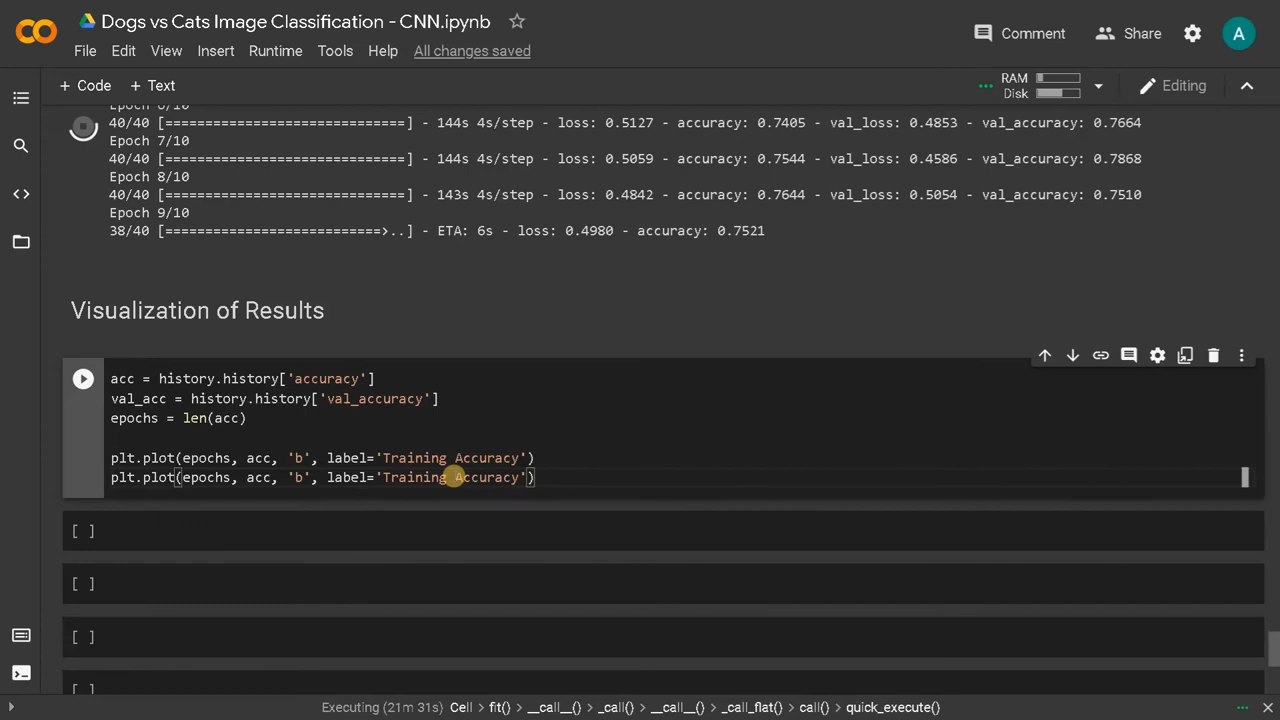 Dogs vs Cats Image Classification - CNN.ipynb
File Edit View Insert Runtime Tools Help All changes saved
Comment Share A
+ Code + Text
RAM
Disk
Editing
Epoch 6/10
40/40 [==============================] - 144s 4s/step - loss: 0.5127 - accuracy: 0.7405 - val_loss: 0.4853 - val_accuracy: 0.7664
Epoch 7/10
40/40 [==============================] - 144s 4s/step - loss: 0.5059 - accuracy: 0.7544 - val_loss: 0.4586 - val_accuracy: 0.7868
Epoch 8/10
40/40 [==============================] - 143s 4s/step - loss: 0.4842 - accuracy: 0.7644 - val_loss: 0.5054 - val_accuracy: 0.7510
Epoch 9/10
38/40 [===========================>..] - ETA: 6s - loss: 0.4980 - accuracy: 0.7521
Visualization of Results
acc = history.history['accuracy']
val_acc = history.history['val_accuracy']
epochs = len(acc)
plt.plot(epochs, acc, 'b', label='Training Accuracy')
plt.plot(epochs, acc, 'b', label='Training Accuracy')
[ ]
[ ]
[ ]
[ ]
Executing (21m 31s) Cell > fit() > __call__() > _call() > __call__() > _call_flat() > call() > quick_execute()